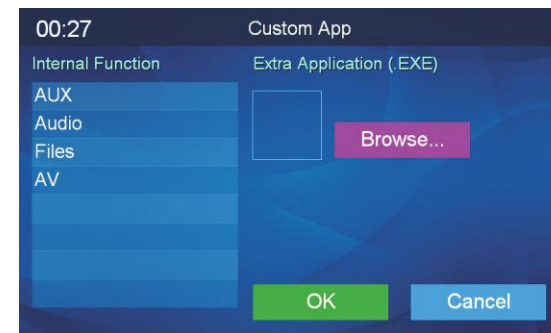 00:27 Custom App
Internal Function Extra Application (.EXE)
AUX
Audio
Files
AV
Browse...
OK Cancel